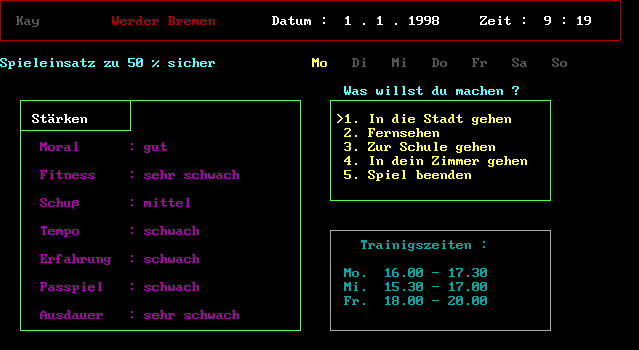 Kay Werder Bremen Datum : 1 . 1 . 1998 Zeit : 9 : 19
Spieleinsatz zu 50 % sicher Mo Di Mi Do Fr Sa So
Was willst du machen ?
>1. In die Stadt gehen
2. Fernsehen
3. Zur Schule gehen
4. In dein Zimmer gehen
5. Spiel beenden
Stärken
Moral : gut
Fitness : sehr schwach
Schuß : mittel
Tempo : schwach
Erfahrung : schwach
Passpiel : schwach
Ausdauer : sehr schwach
Trainigszeiten :
Mo. 16.00 - 17.30
Mi. 15.30 - 17.00
Fr. 18.00 - 20.00